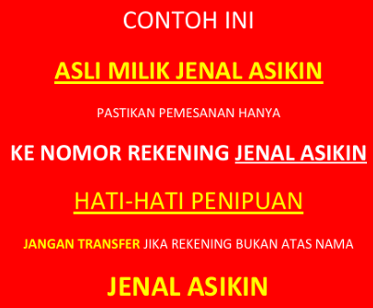 CONTOH INI
ASLI MILIK JENAL ASIKIN
PASTIKAN PEMESANAN HANYA
KE NOMOR REKENING JENAL ASIKIN
HATI-HATI PENIPUAN
JANGAN TRANSFER JIKA REKENING BUKAN ATAS NAMA
JENAL ASIKIN